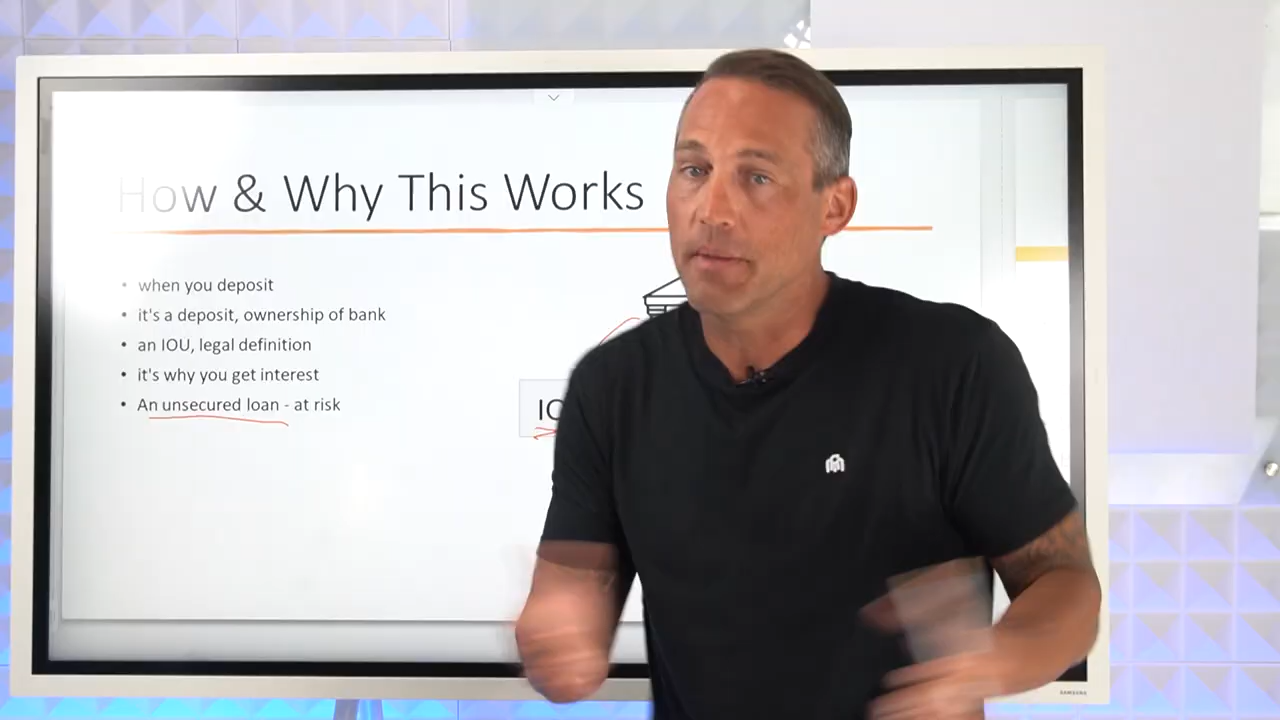 How & Why This Works
• when you deposit
• it's a deposit, ownership of bank
• an IOU, legal definition
• it's why you get interest
• An unsecured loan - at risk
SAMSUNG